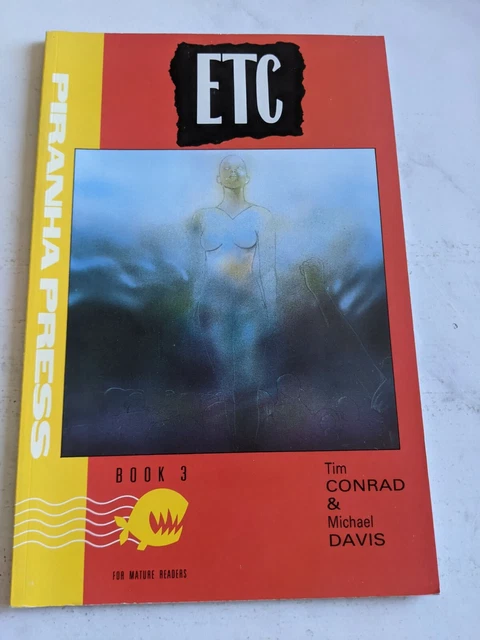 ETC
PIRANHA PRESS
BOOK 3
Tim
CONRAD
&
Michael
DAVIS
FOR MATURE READERS